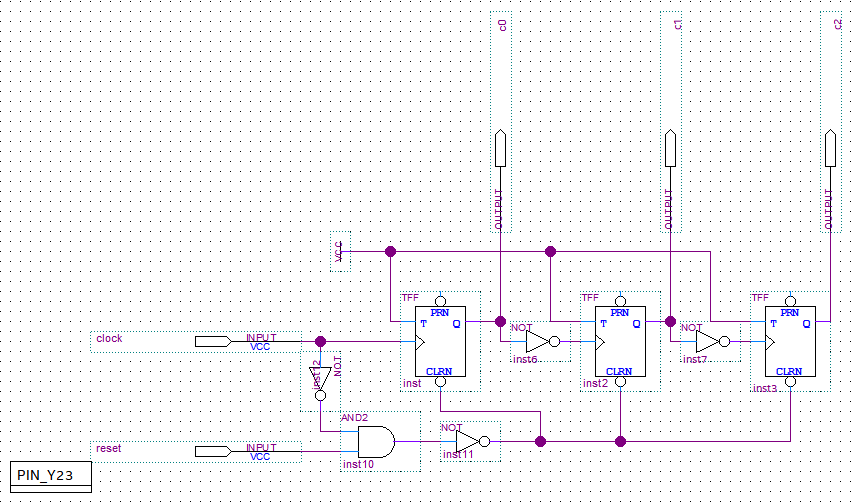 c0
c1
c2
OUTPUT
OUTPUT
OUTPUT
VCC
TFF
PRN
T
Q
CLRN
inst
NOT
inst6
TFF
PRN
T
Q
CLRN
inst2
NOT
inst7
TFF
PRN
T
Q
CLRN
inst3
clock
INPUT
VCC
NOT
inst12
AND2
inst10
NOT
inst11
reset
INPUT
VCC
PIN_Y23